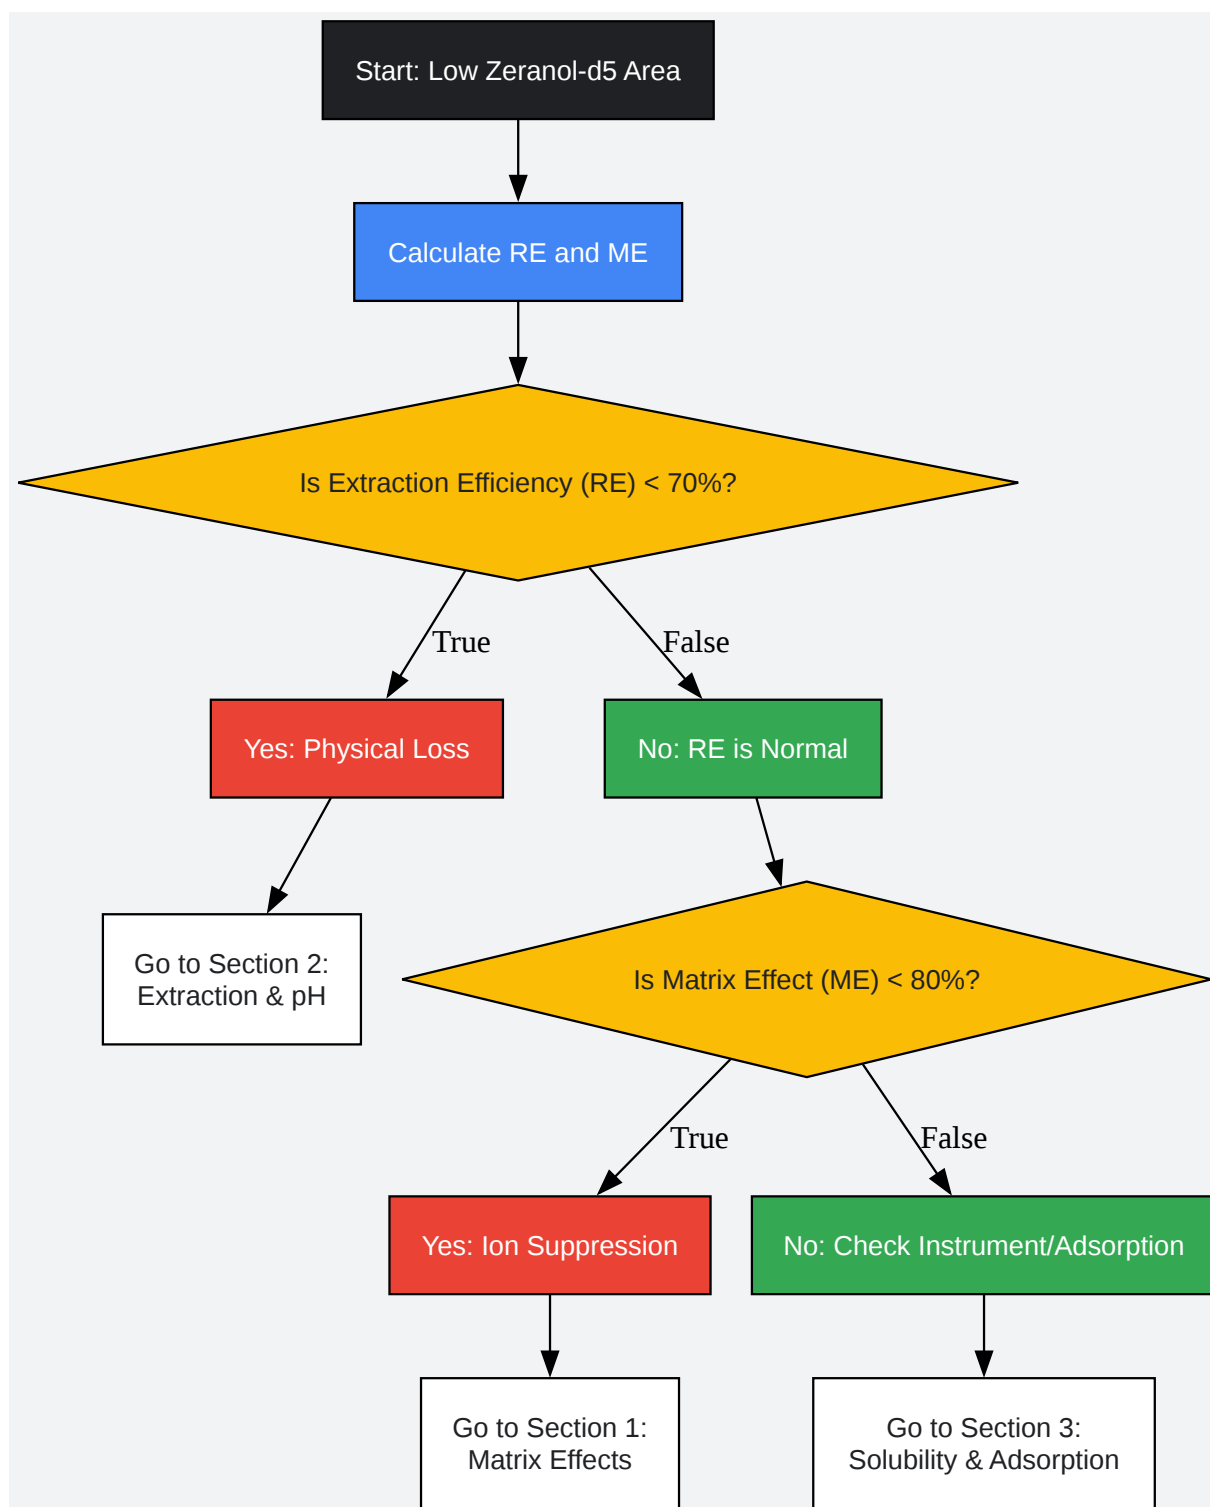 Start: Low Zeranol-d5 Area
Calculate RE and ME
Is Extraction Efficiency (RE) < 70%?
True
False
Yes: Physical Loss
No: RE is Normal
Go to Section 2:
Extraction & pH
Is Matrix Effect (ME) < 80%?
True
False
Yes: Ion Suppression
No: Check Instrument/Adsorption
Go to Section 1:
Matrix Effects
Go to Section 3:
Solubility & Adsorption